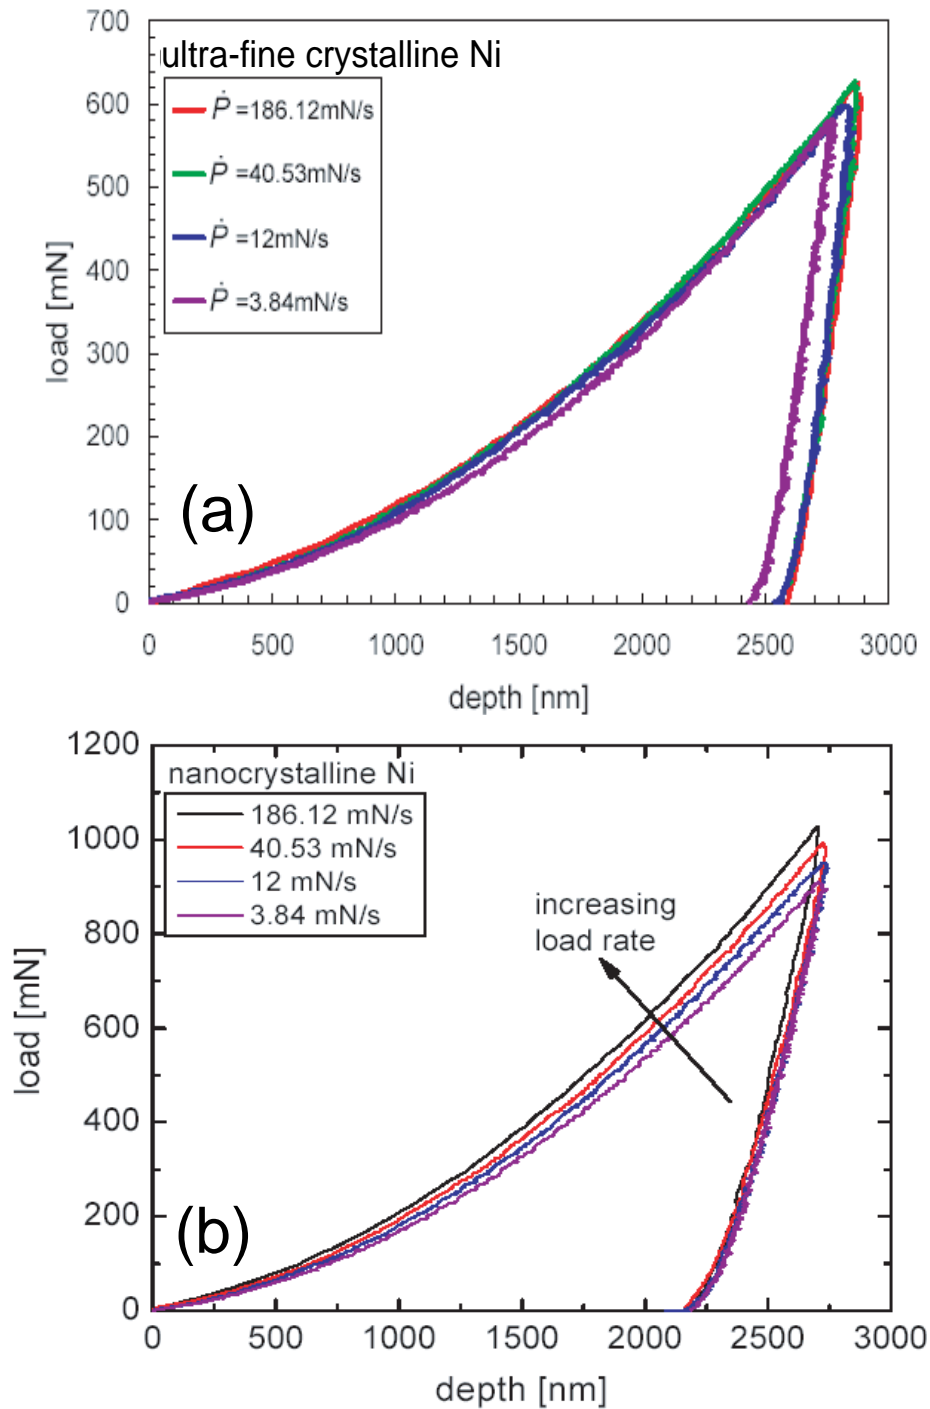 700
ultra-fine crystalline Ni
600
Ṗ =186.12mN/s
500
Ṗ =40.53mN/s
400
Ṗ =12mN/s
300
Ṗ =3.84mN/s
200
100
0
load [mN]
(a)
0 500 1000 1500 2000 2500 3000
depth [nm]
1200
nanocrystalline Ni
186.12 mN/s
1000
40.53 mN/s
12 mN/s
3.84 mN/s
800
600
400
200
0
load [mN]
increasing
load rate
(b)
0 500 1000 1500 2000 2500 3000
depth [nm]